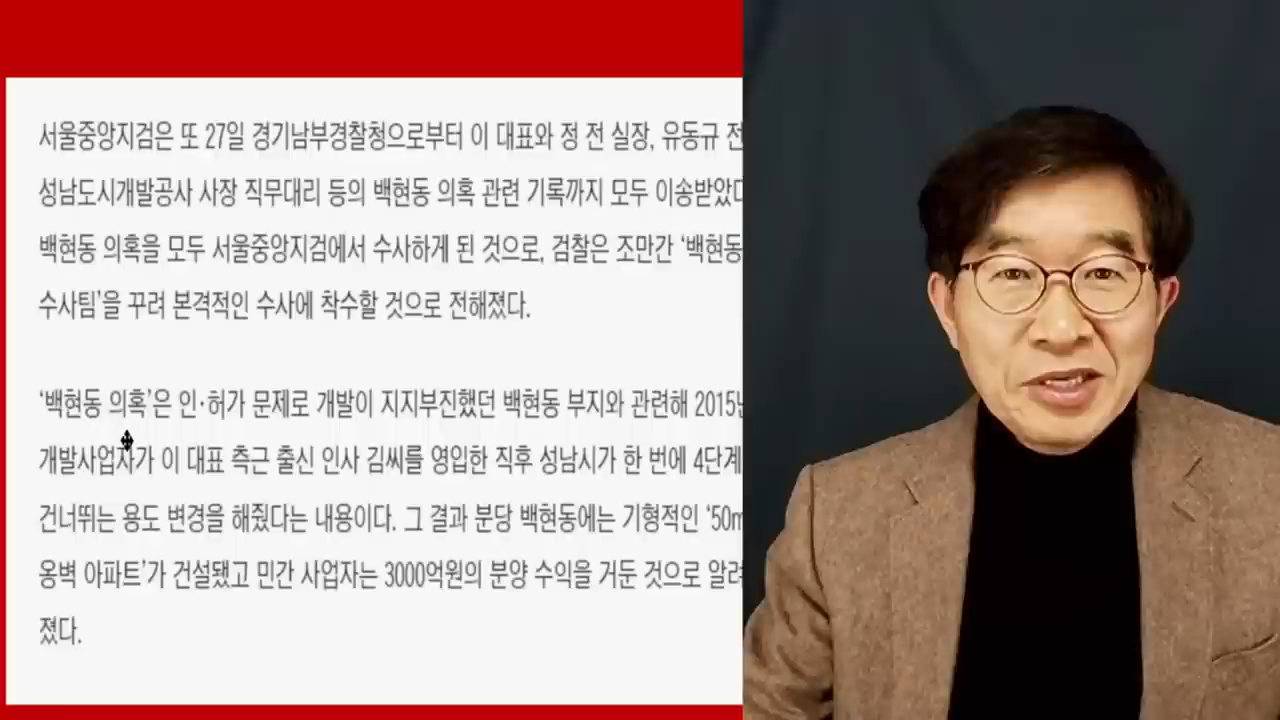 서울중앙지검은 또 27일 경기남부경찰청으로부터 이 대표와 정 전 실장, 유동규 전
성남도시개발공사 사장 직무대리 등의 백현동 의혹 관련 기록까지 모두 이송받았다
백현동 의혹을 모두 서울중앙지검에서 수사하게 된 것으로, 검찰은 조만간 ‘백현동
수사팀’을 꾸려 본격적인 수사에 착수할 것으로 전해졌다.
‘백현동 의혹’은 인·허가 문제로 개발이 지지부진했던 백현동 부지와 관련해 2015년
개발사업자가 이 대표 측근 출신 인사 김씨를 영입한 직후 성남시가 한 번에 4단계
건너뛰는 용도 변경을 해줬다는 내용이다. 그 결과 분당 백현동에는 기형적인 ‘50m
옹벽 아파트’가 건설됐고 민간 사업자는 3000억원의 분양 수익을 거둔 것으로 알려
졌다.